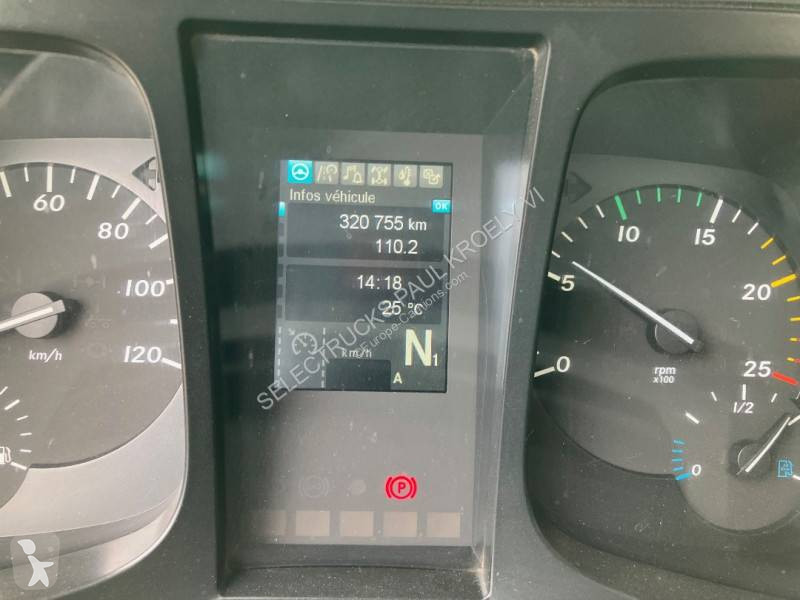 Infos véhicule
OK
320 755 km
110.2
14:18
25 °C
km/h
N1
A
60
80
100
120
km/h
0
5
10
15
20
25
rpm
x100
1/2
0
P
SELECTRUCKS PAUL KROELY VI
Europe-Camions.com